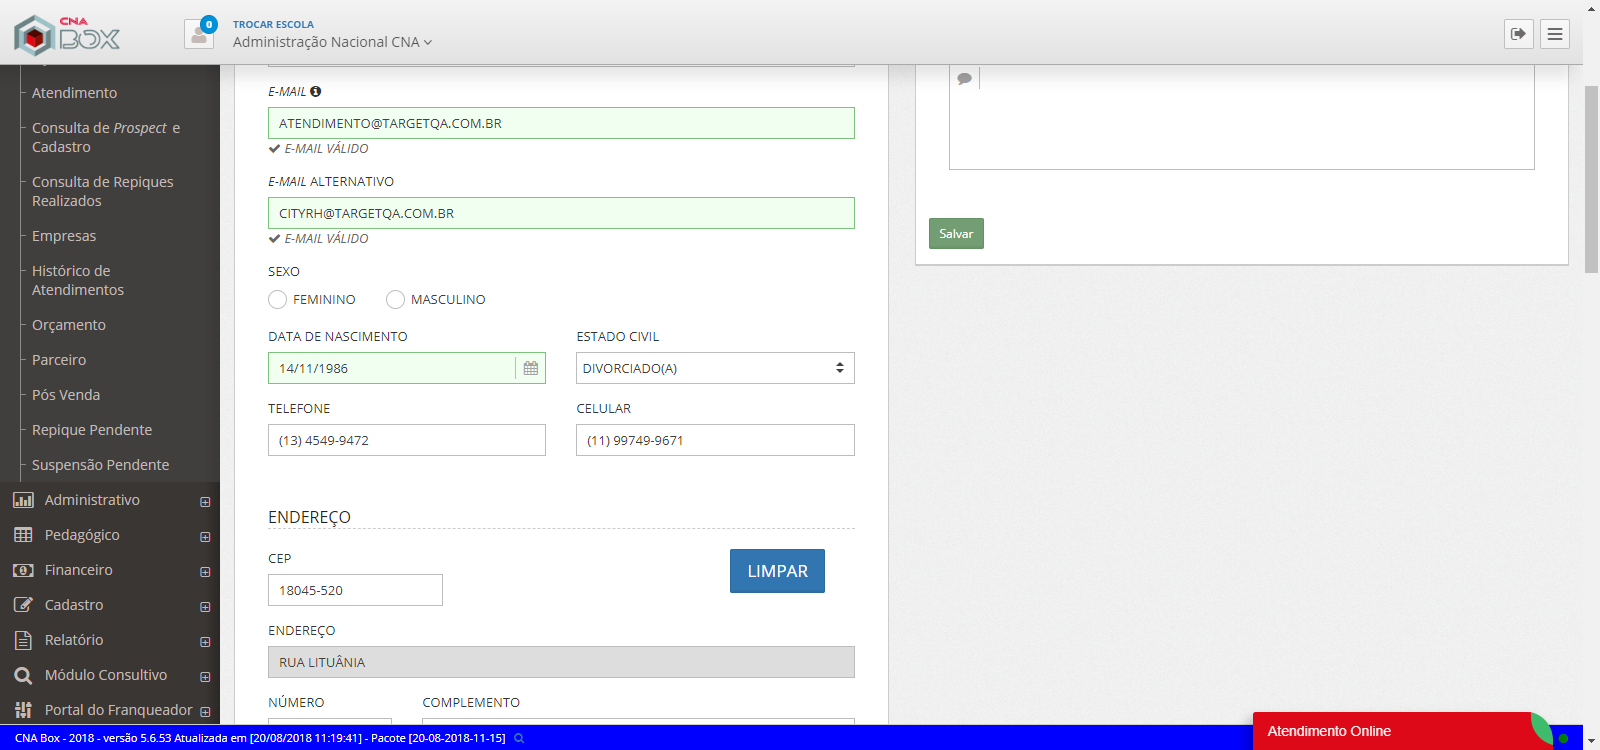 CNA
BOX
0
TROCAR ESCOLA
Administração Nacional CNA
Atendimento
Consulta de Prospect e
Cadastro
Consulta de Repiques
Realizados
Empresas
Histórico de
Atendimentos
Orçamento
Parceiro
Pós Venda
Repique Pendente
Suspensão Pendente
Administrativo
Pedagógico
Financeiro
Cadastro
Relatório
Módulo Consultivo
Portal do Franqueador
E-MAIL
ATENDIMENTO@TARGETQA.COM.BR
E-MAIL VÁLIDO
E-MAIL ALTERNATIVO
CITYRH@TARGETQA.COM.BR
E-MAIL VÁLIDO
SEXO
FEMININO MASCULINO
DATA DE NASCIMENTO ESTADO CIVIL
14/11/1986 DIVORCIADO(A)
TELEFONE CELULAR
(13) 4549-9472 (11) 99749-9671
ENDEREÇO
CEP
18045-520
LIMPAR
ENDEREÇO
RUA LITUÂNIA
NÚMERO COMPLEMENTO
Salvar
CNA Box - 2018 - versão 5.6.53 Atualizada em [20/08/2018 11:19:41] - Pacote [20-08-2018-11-15]
Atendimento Online